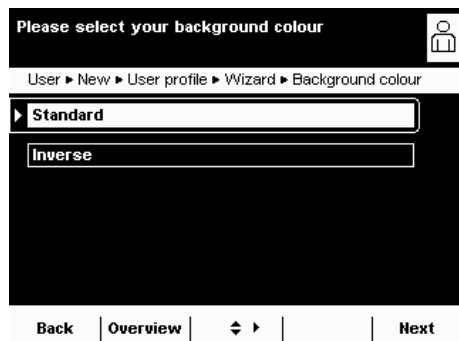 Please select your background colour
User ▸ New ▸ User profile ▸ Wizard ▸ Background colour
Standard
Inverse
Back Overview Next